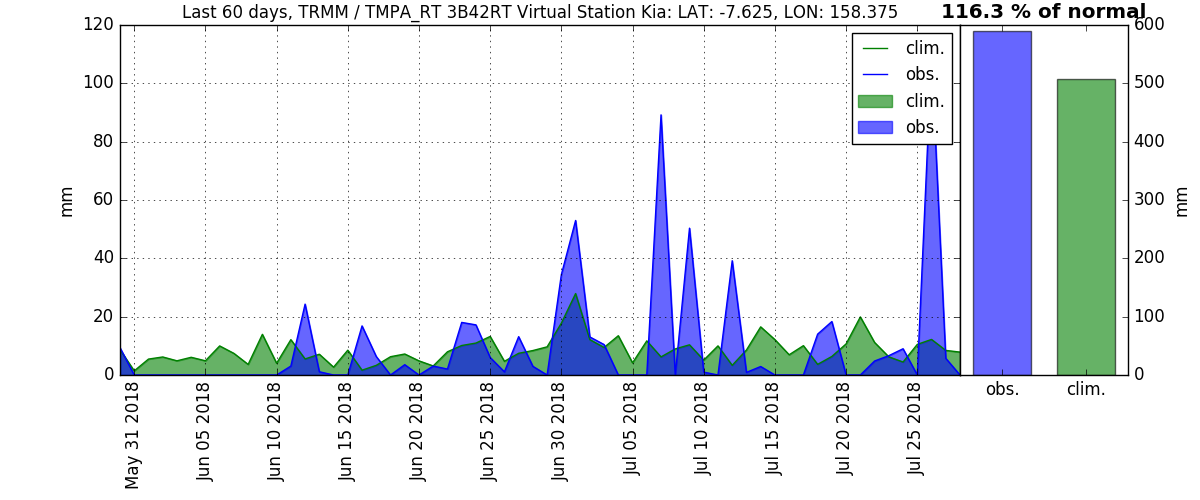 Last 60 days, TRMM / TMPA_RT 3B42RT Virtual Station Kia: LAT: -7.625, LON: 158.375
116.3 % of normal
120
100
80
60
40
20
0
mm
clim.
obs.
clim.
obs.
600
500
400
300
200
100
0
mm
May 31 2018
Jun 05 2018
Jun 10 2018
Jun 15 2018
Jun 20 2018
Jun 25 2018
Jun 30 2018
Jul 05 2018
Jul 10 2018
Jul 15 2018
Jul 20 2018
Jul 25 2018
obs.
clim.